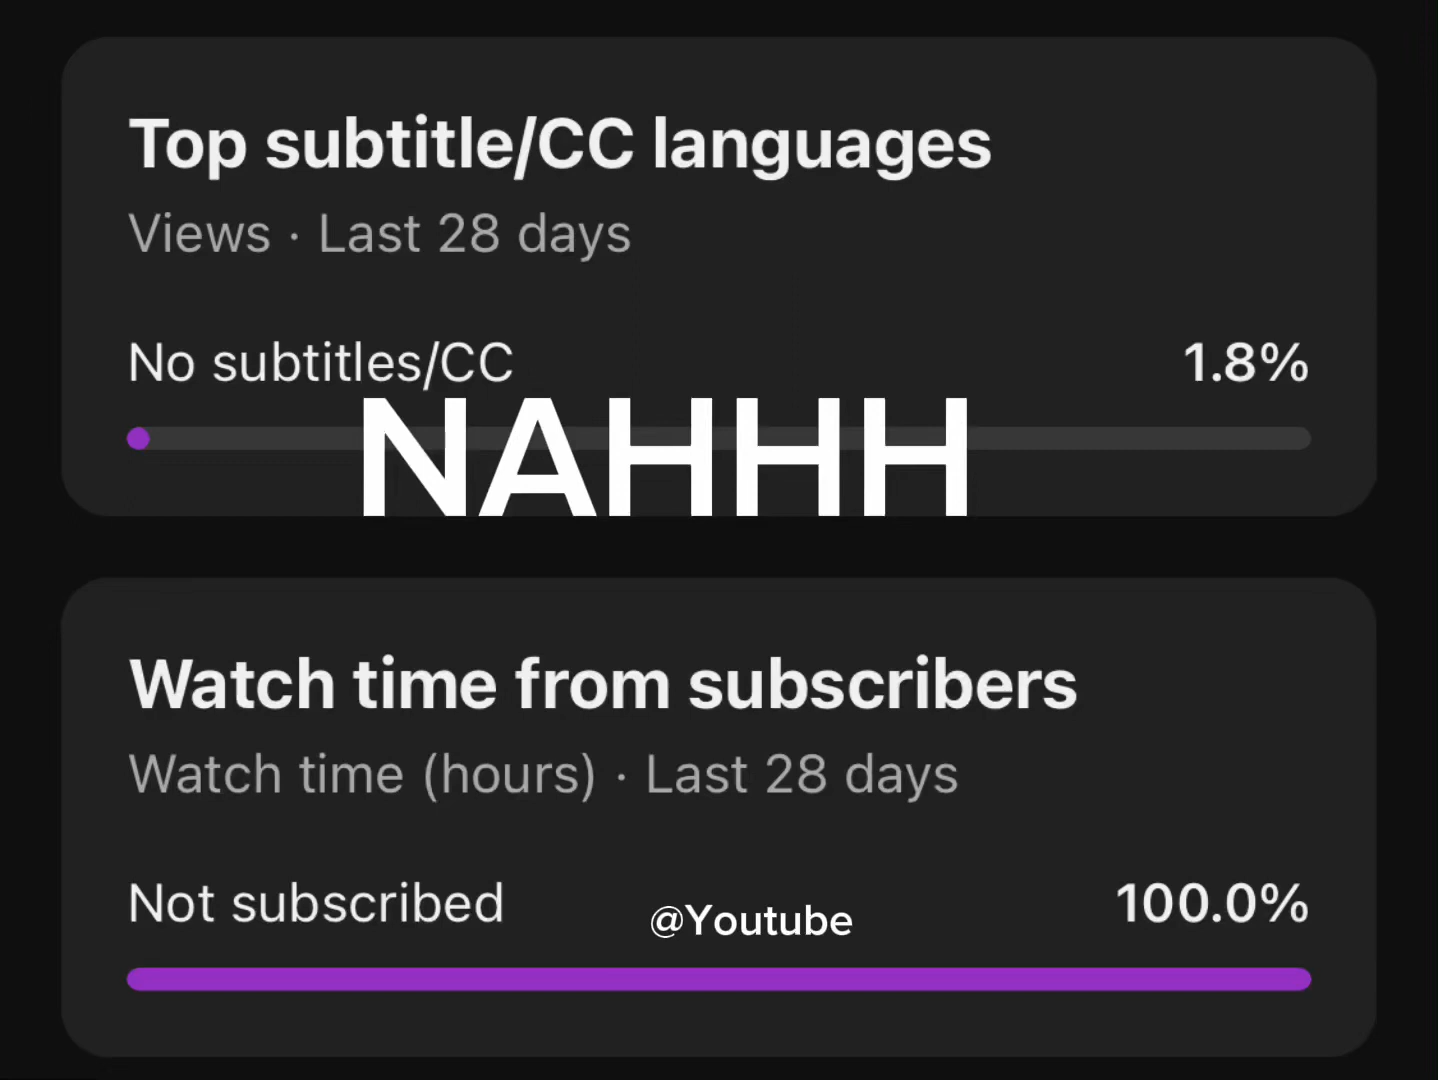 Top subtitle/CC languages
Views · Last 28 days
No subtitles/CC 1.8%
NAHHH
Watch time from subscribers
Watch time (hours) · Last 28 days
Not subscribed 100.0%
@Youtube